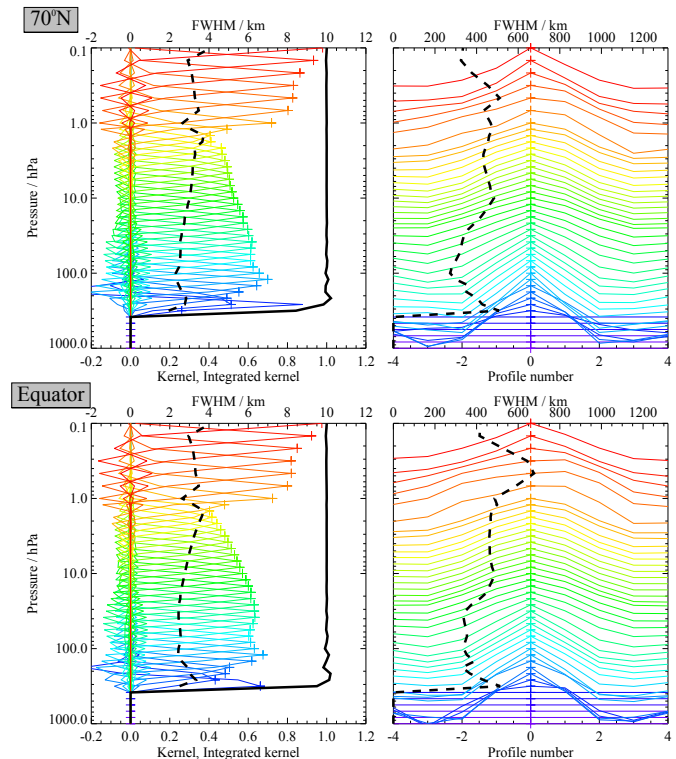 70°N
FWHM / km
FWHM / km
-2 0 2 4 6 8 10 12
0 200 400 600 800 1000 1200
0.1
1.0
10.0
100.0
1000.0
Pressure / hPa
-0.2 0.0 0.2 0.4 0.6 0.8 1.0 1.2
-4 -2 0 2 4
Kernel, Integrated kernel
Profile number
Equator
FWHM / km
FWHM / km
-2 0 2 4 6 8 10 12
0 200 400 600 800 1000 1200
0.1
1.0
10.0
100.0
1000.0
Pressure / hPa
-0.2 0.0 0.2 0.4 0.6 0.8 1.0 1.2
-4 -2 0 2 4
Kernel, Integrated kernel
Profile number